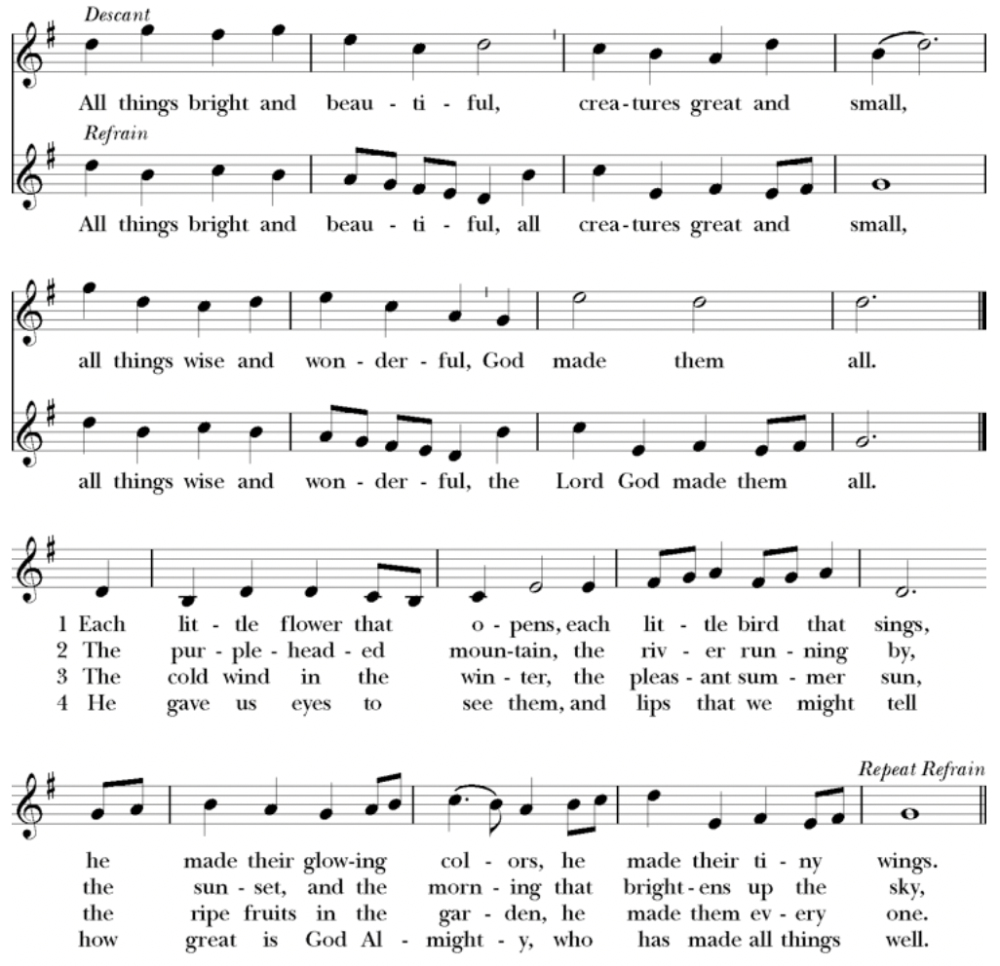 Descant
All things bright and beau - ti - ful, crea - tures great and small,
Refrain
All things bright and beau - ti - ful, all crea - tures great and small,
all things wise and won - der - ful, God made them all.
all things wise and won - der - ful, the Lord God made them all.
1 Each lit - tle flower that o - pens, each lit - tle bird that sings,
2 The pur - ple - head - ed moun - tain, the riv - er run - ning by,
3 The cold wind in the win - ter, the pleas - ant sum - mer sun,
4 He gave us eyes to see them, and lips that we might tell
Repeat Refrain
he made their glow - ing col - ors, he made their ti - ny wings.
the sun - set, and the morn - ing that bright - ens up the sky,
the ripe fruits in the gar - den, he made them ev - ery one.
how great is God Al - might - y, who has made all things well.